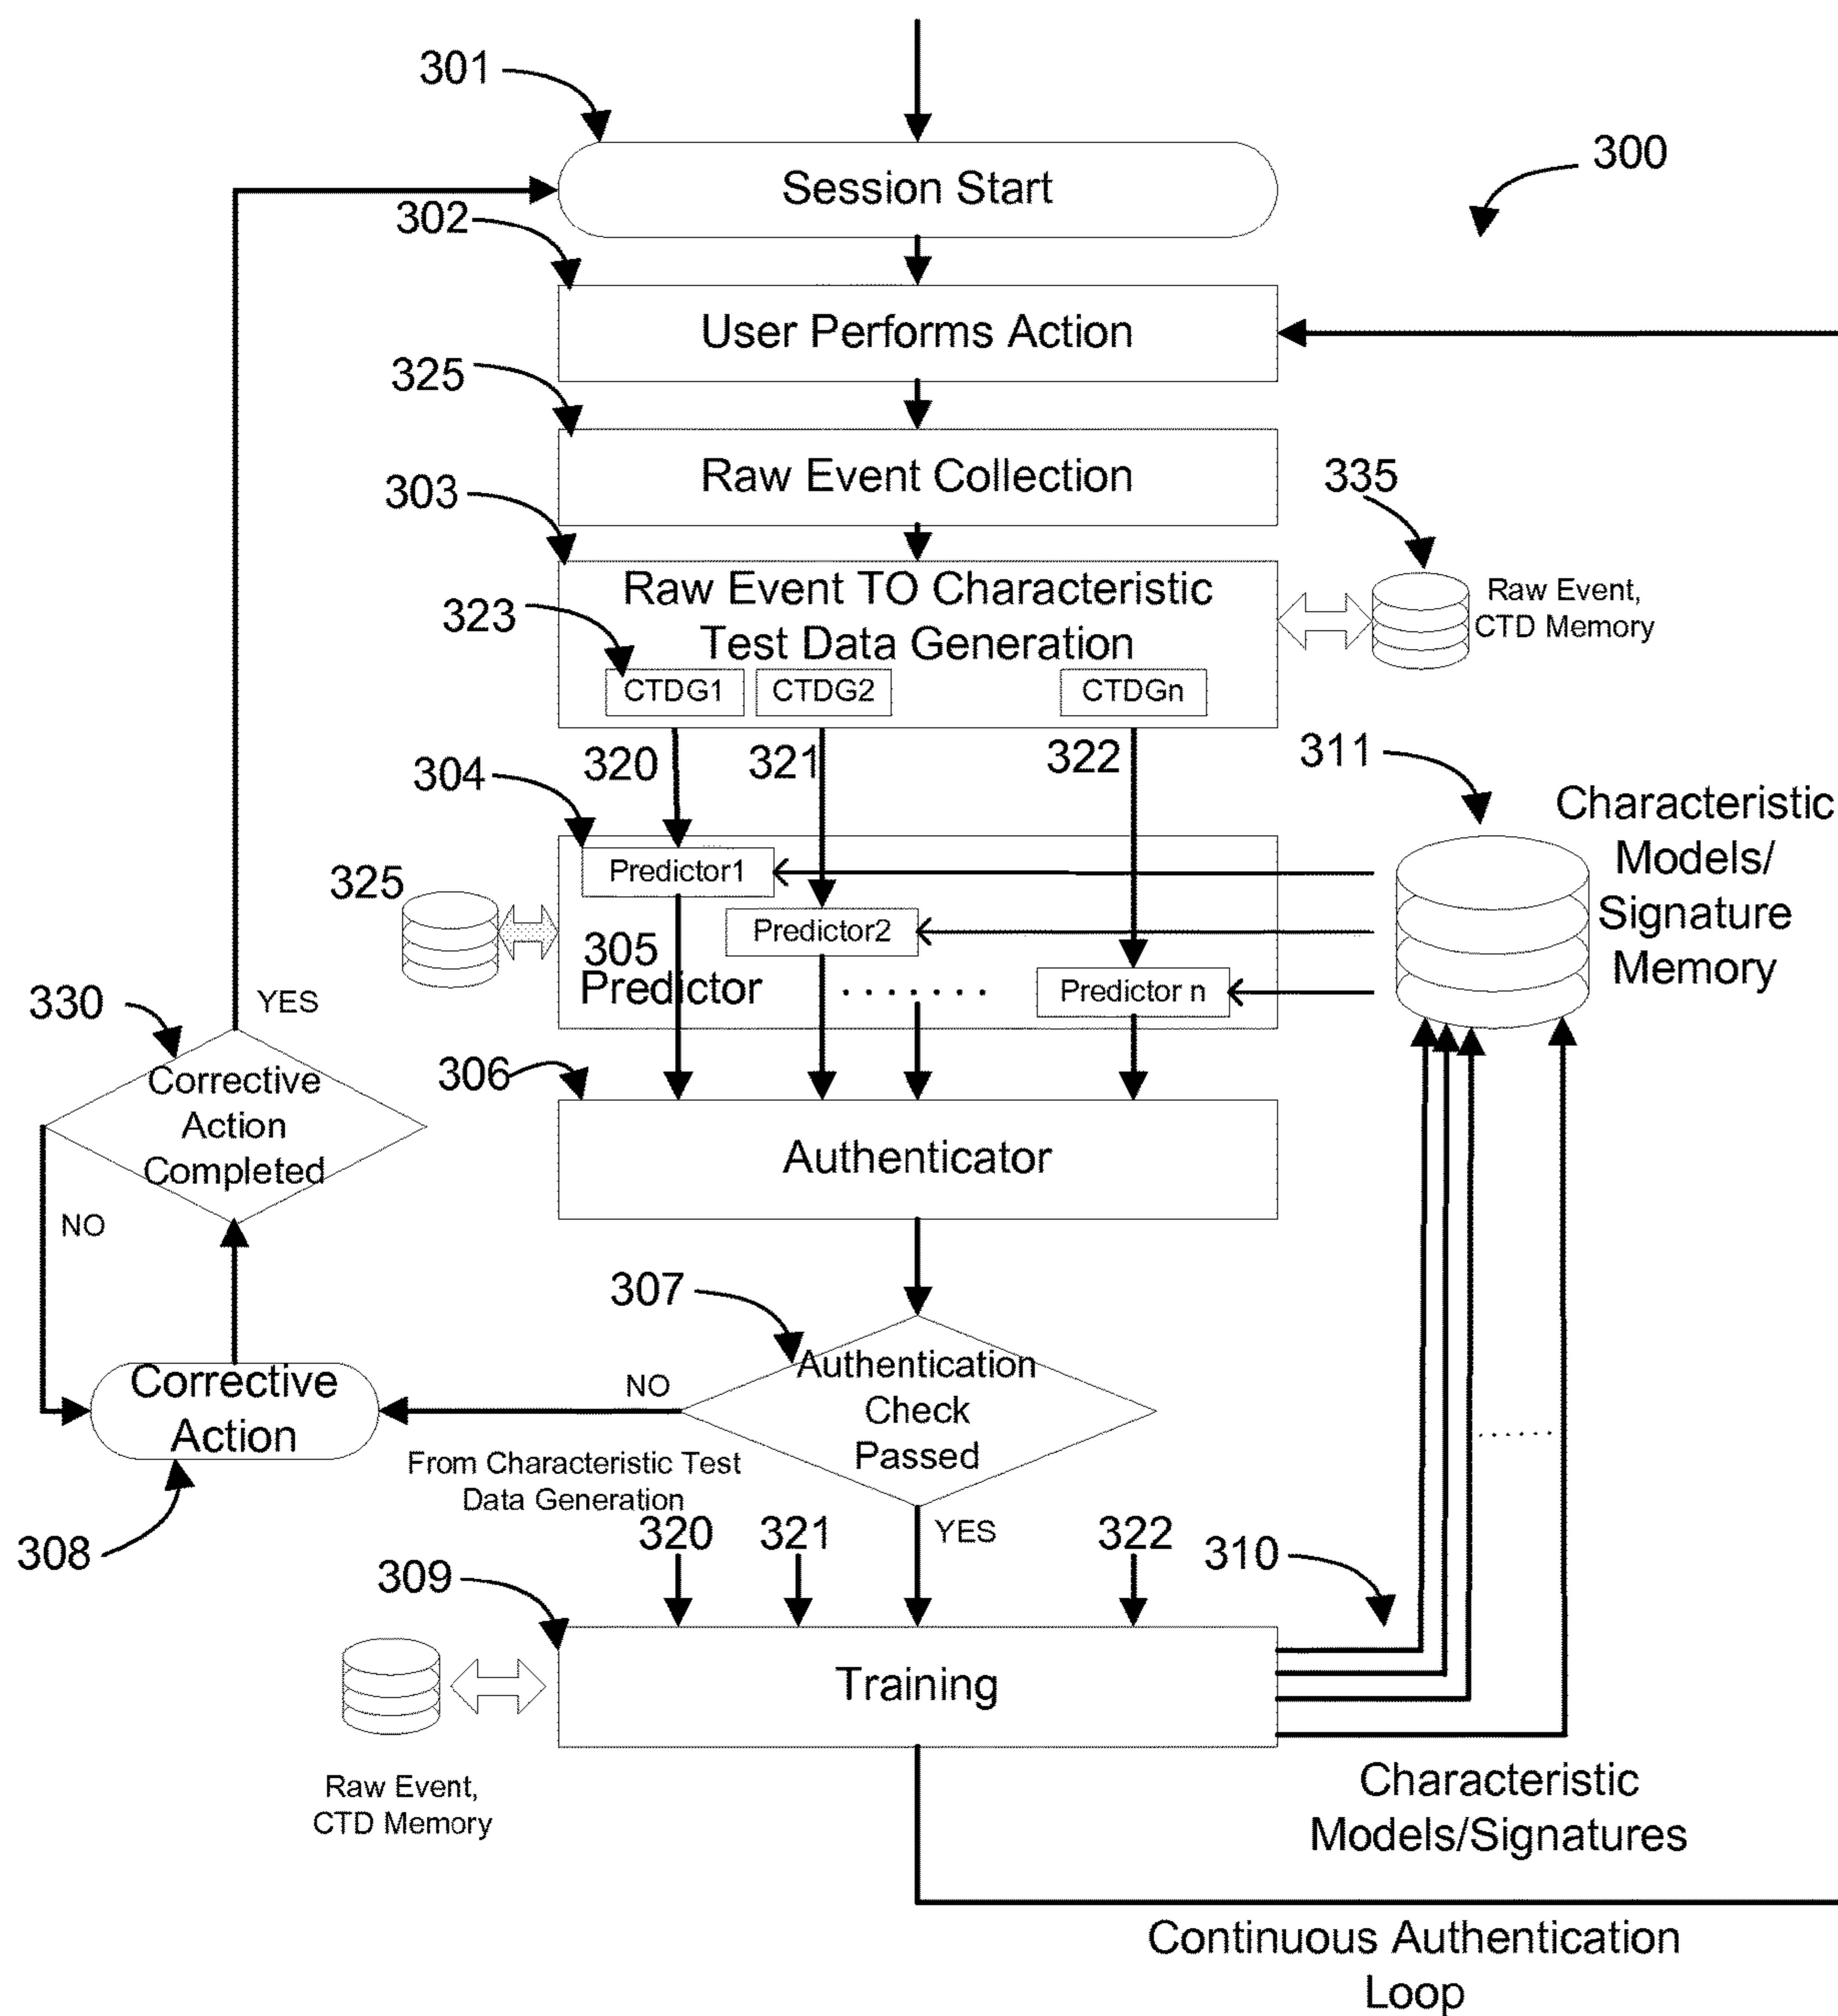 301
Session Start
300
302
User Performs Action
325
Raw Event Collection
303
335
Raw Event TO Characteristic
Test Data Generation
323
CTDG1
CTDG2
CTDGn
Raw Event,
CTD Memory
320
321
322
304
311
Characteristic
Models/
Signature
Memory
Predictor1
325
Predictor2
305
Predictor
.......
Predictor n
330
YES
Corrective
Action
Completed
NO
306
Authenticator
307
Authentication
Check
Passed
NO
Corrective
Action
308
From Characteristic Test
Data Generation
YES
320
321
322
310
309
Training
Raw Event,
CTD Memory
Characteristic
Models/Signatures
Continuous Authentication
Loop